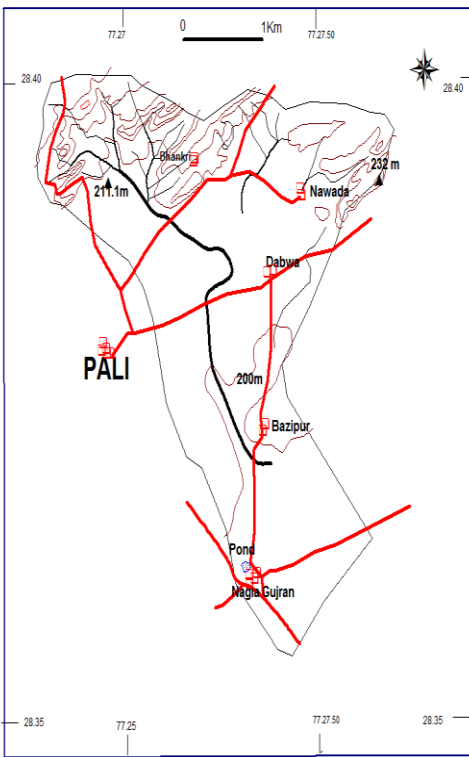 0 1Km
77.27 77.27.50
28.40 28.40
Bhankri
232 m
211.1m
Nawada
Dabwa
PALI
200m
Bazipur
Pond
Nagla Gujran
28.35 28.35
77.25 77.27.50